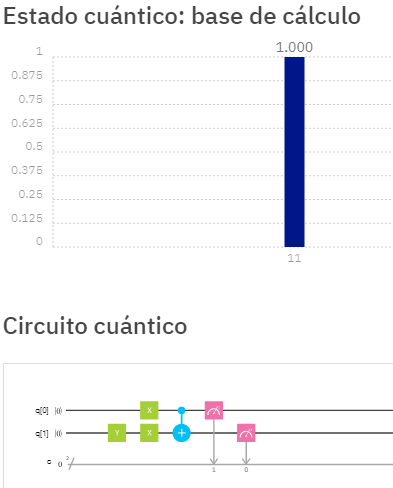 Estado cuántico: base de cálculo
1.000
1
0.875
0.75
0.625
0.5
0.375
0.25
0.125
0
11
Circuito cuántico
q[0] |0⟩ X
q[1] |0⟩ Y X
c 0 2
1 0